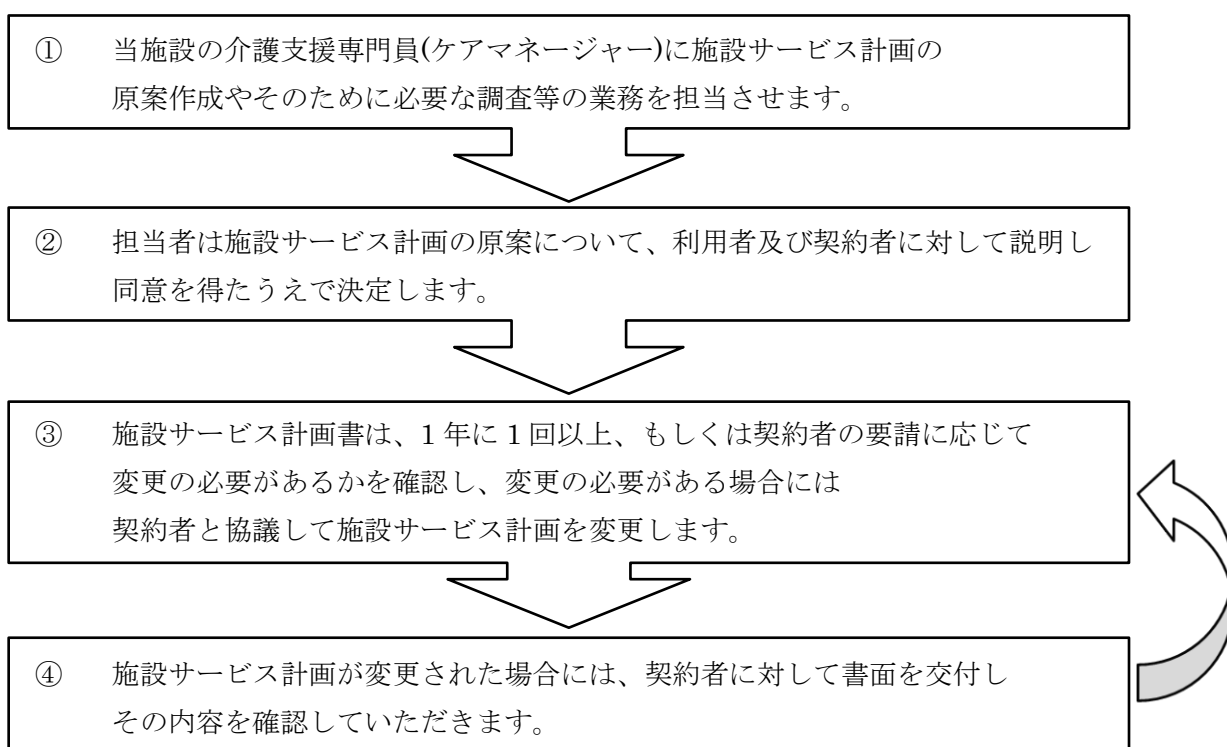 ① 当施設の介護支援専門員(ケアマネージャー)に施設サービス計画の
原案作成やそのために必要な調査等の業務を担当させます。
② 担当者は施設サービス計画の原案について、利用者及び契約者に対して説明し
同意を得たうえで決定します。
③ 施設サービス計画書は、1 年に 1 回以上、もしくは契約者の要請に応じて
変更の必要があるかを確認し、変更の必要がある場合には
契約者と協議して施設サービス計画を変更します。
④ 施設サービス計画が変更された場合には、契約者に対して書面を交付し
その内容を確認していただきます。